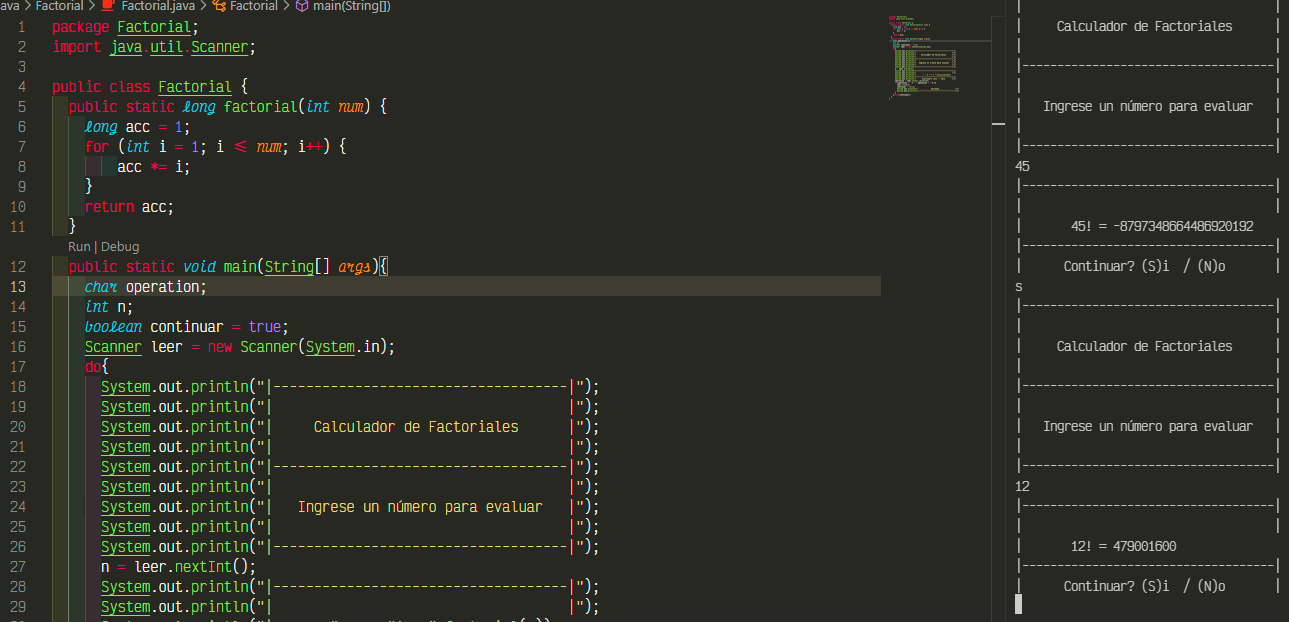 ava > Factorial > Factorial.java > Factorial > main(String[])
1 package Factorial;
2 import java.util.Scanner;
3
4 public class Factorial {
5 public static long factorial(int num) {
6 long acc = 1;
7 for (int i = 1; i <= num; i++) {
8 acc *= i;
9 }
10 return acc;
11 }
Run | Debug
12 public static void main(String[] args){
13 char operation;
14 int n;
15 boolean continuar = true;
16 Scanner leer = new Scanner(System.in);
17 do{
18 System.out.println("|------------------------------------|");
19 System.out.println("|                                    |");
20 System.out.println("|     Calculador de Factoriales      |");
21 System.out.println("|                                    |");
22 System.out.println("|------------------------------------|");
23 System.out.println("|                                    |");
24 System.out.println("|   Ingrese un número para evaluar   |");
25 System.out.println("|                                    |");
26 System.out.println("|------------------------------------|");
27 n = leer.nextInt();
28 System.out.println("|------------------------------------|");
29 System.out.println("|                                    |");
|                                    |
|     Calculador de Factoriales      |
|                                    |
|------------------------------------|
|                                    |
|   Ingrese un número para evaluar   |
|                                    |
|------------------------------------|
45
|------------------------------------|
|                                    |
|       45! = -8797348664486920192
|------------------------------------|
|      Continuar? (S)i  / (N)o       |
s
|------------------------------------|
|                                    |
|     Calculador de Factoriales      |
|                                    |
|------------------------------------|
|                                    |
|   Ingrese un número para evaluar   |
|                                    |
|------------------------------------|
12
|------------------------------------|
|                                    |
|       12! = 479001600
|------------------------------------|
|      Continuar? (S)i  / (N)o       |